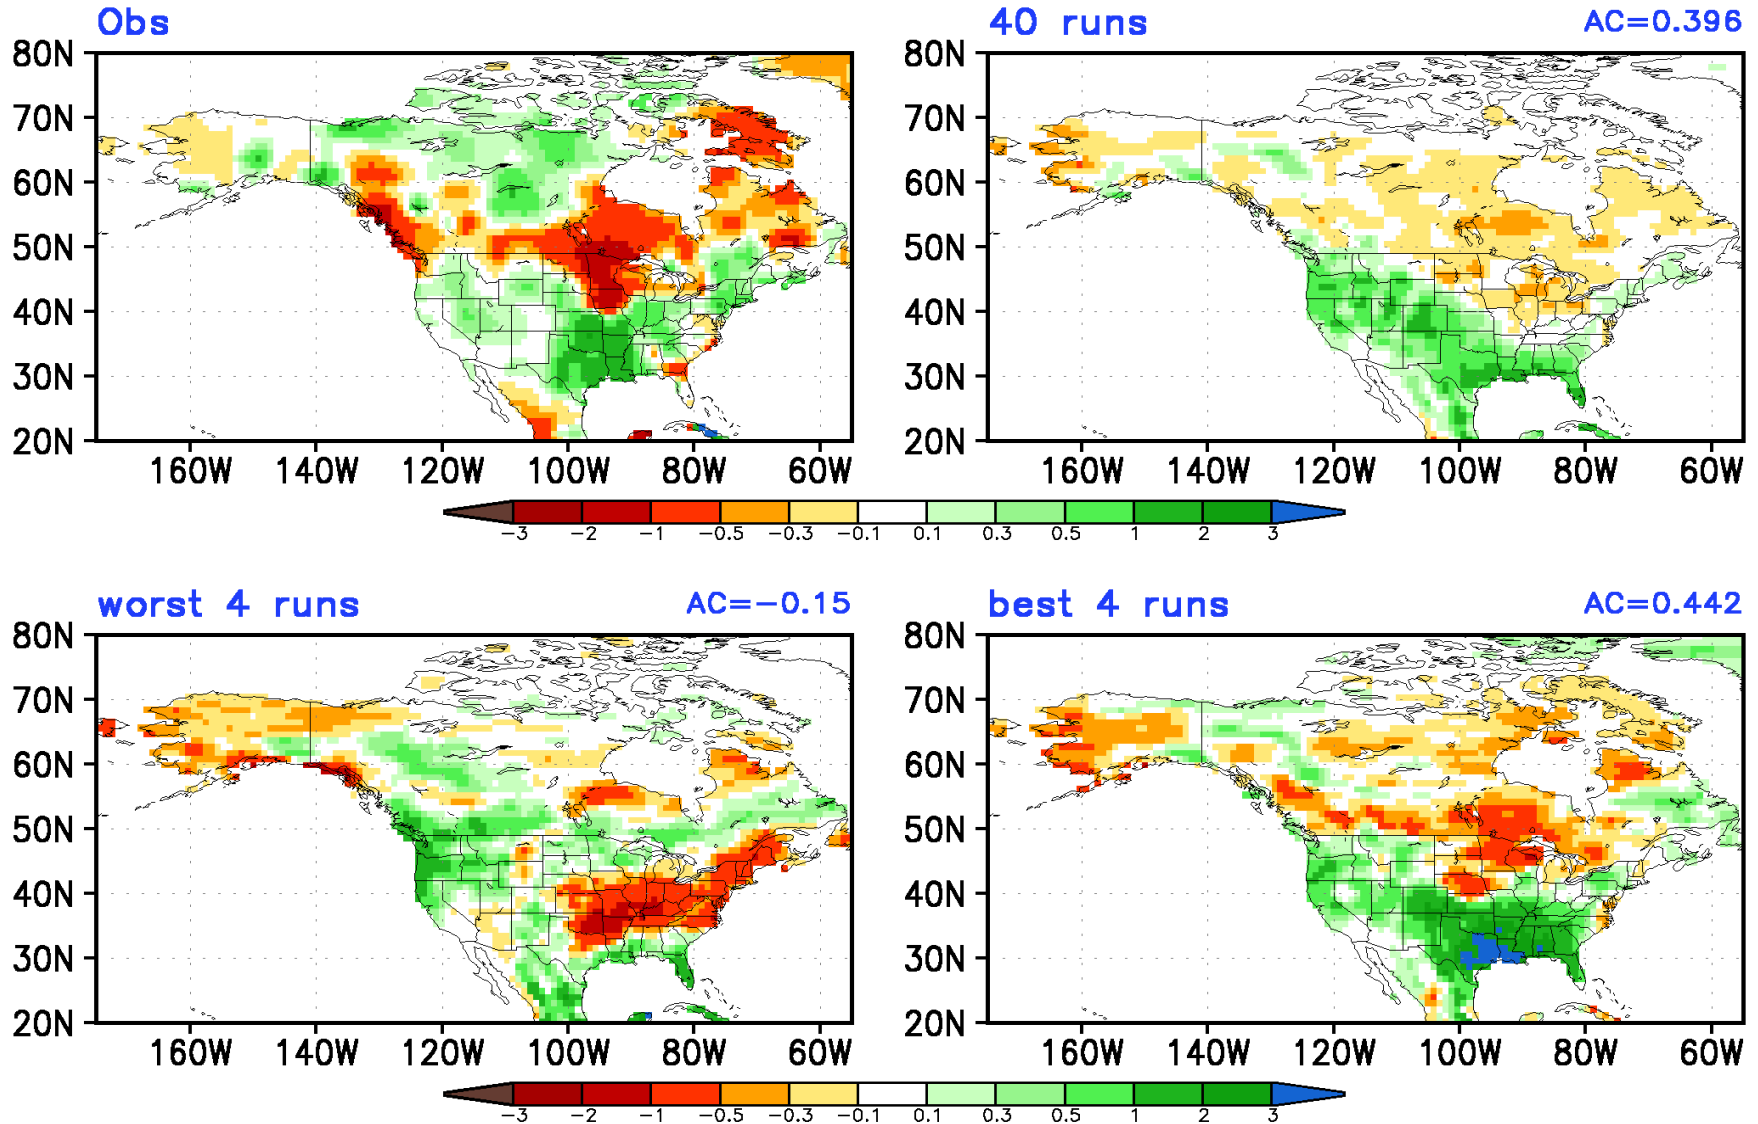 Obs
40 runs AC=0.396
80N 80N
70N 70N
60N 60N
50N 50N
40N 40N
30N 30N
20N 20N
160W 140W 120W 100W 80W 60W 160W 140W 120W 100W 80W 60W
-3 -2 -1 -0.5 -0.3 -0.1 0.1 0.3 0.5 1 2 3
worst 4 runs AC=-0.15
best 4 runs AC=0.442
80N 80N
70N 70N
60N 60N
50N 50N
40N 40N
30N 30N
20N 20N
160W 140W 120W 100W 80W 60W 160W 140W 120W 100W 80W 60W
-3 -2 -1 -0.5 -0.3 -0.1 0.1 0.3 0.5 1 2 3